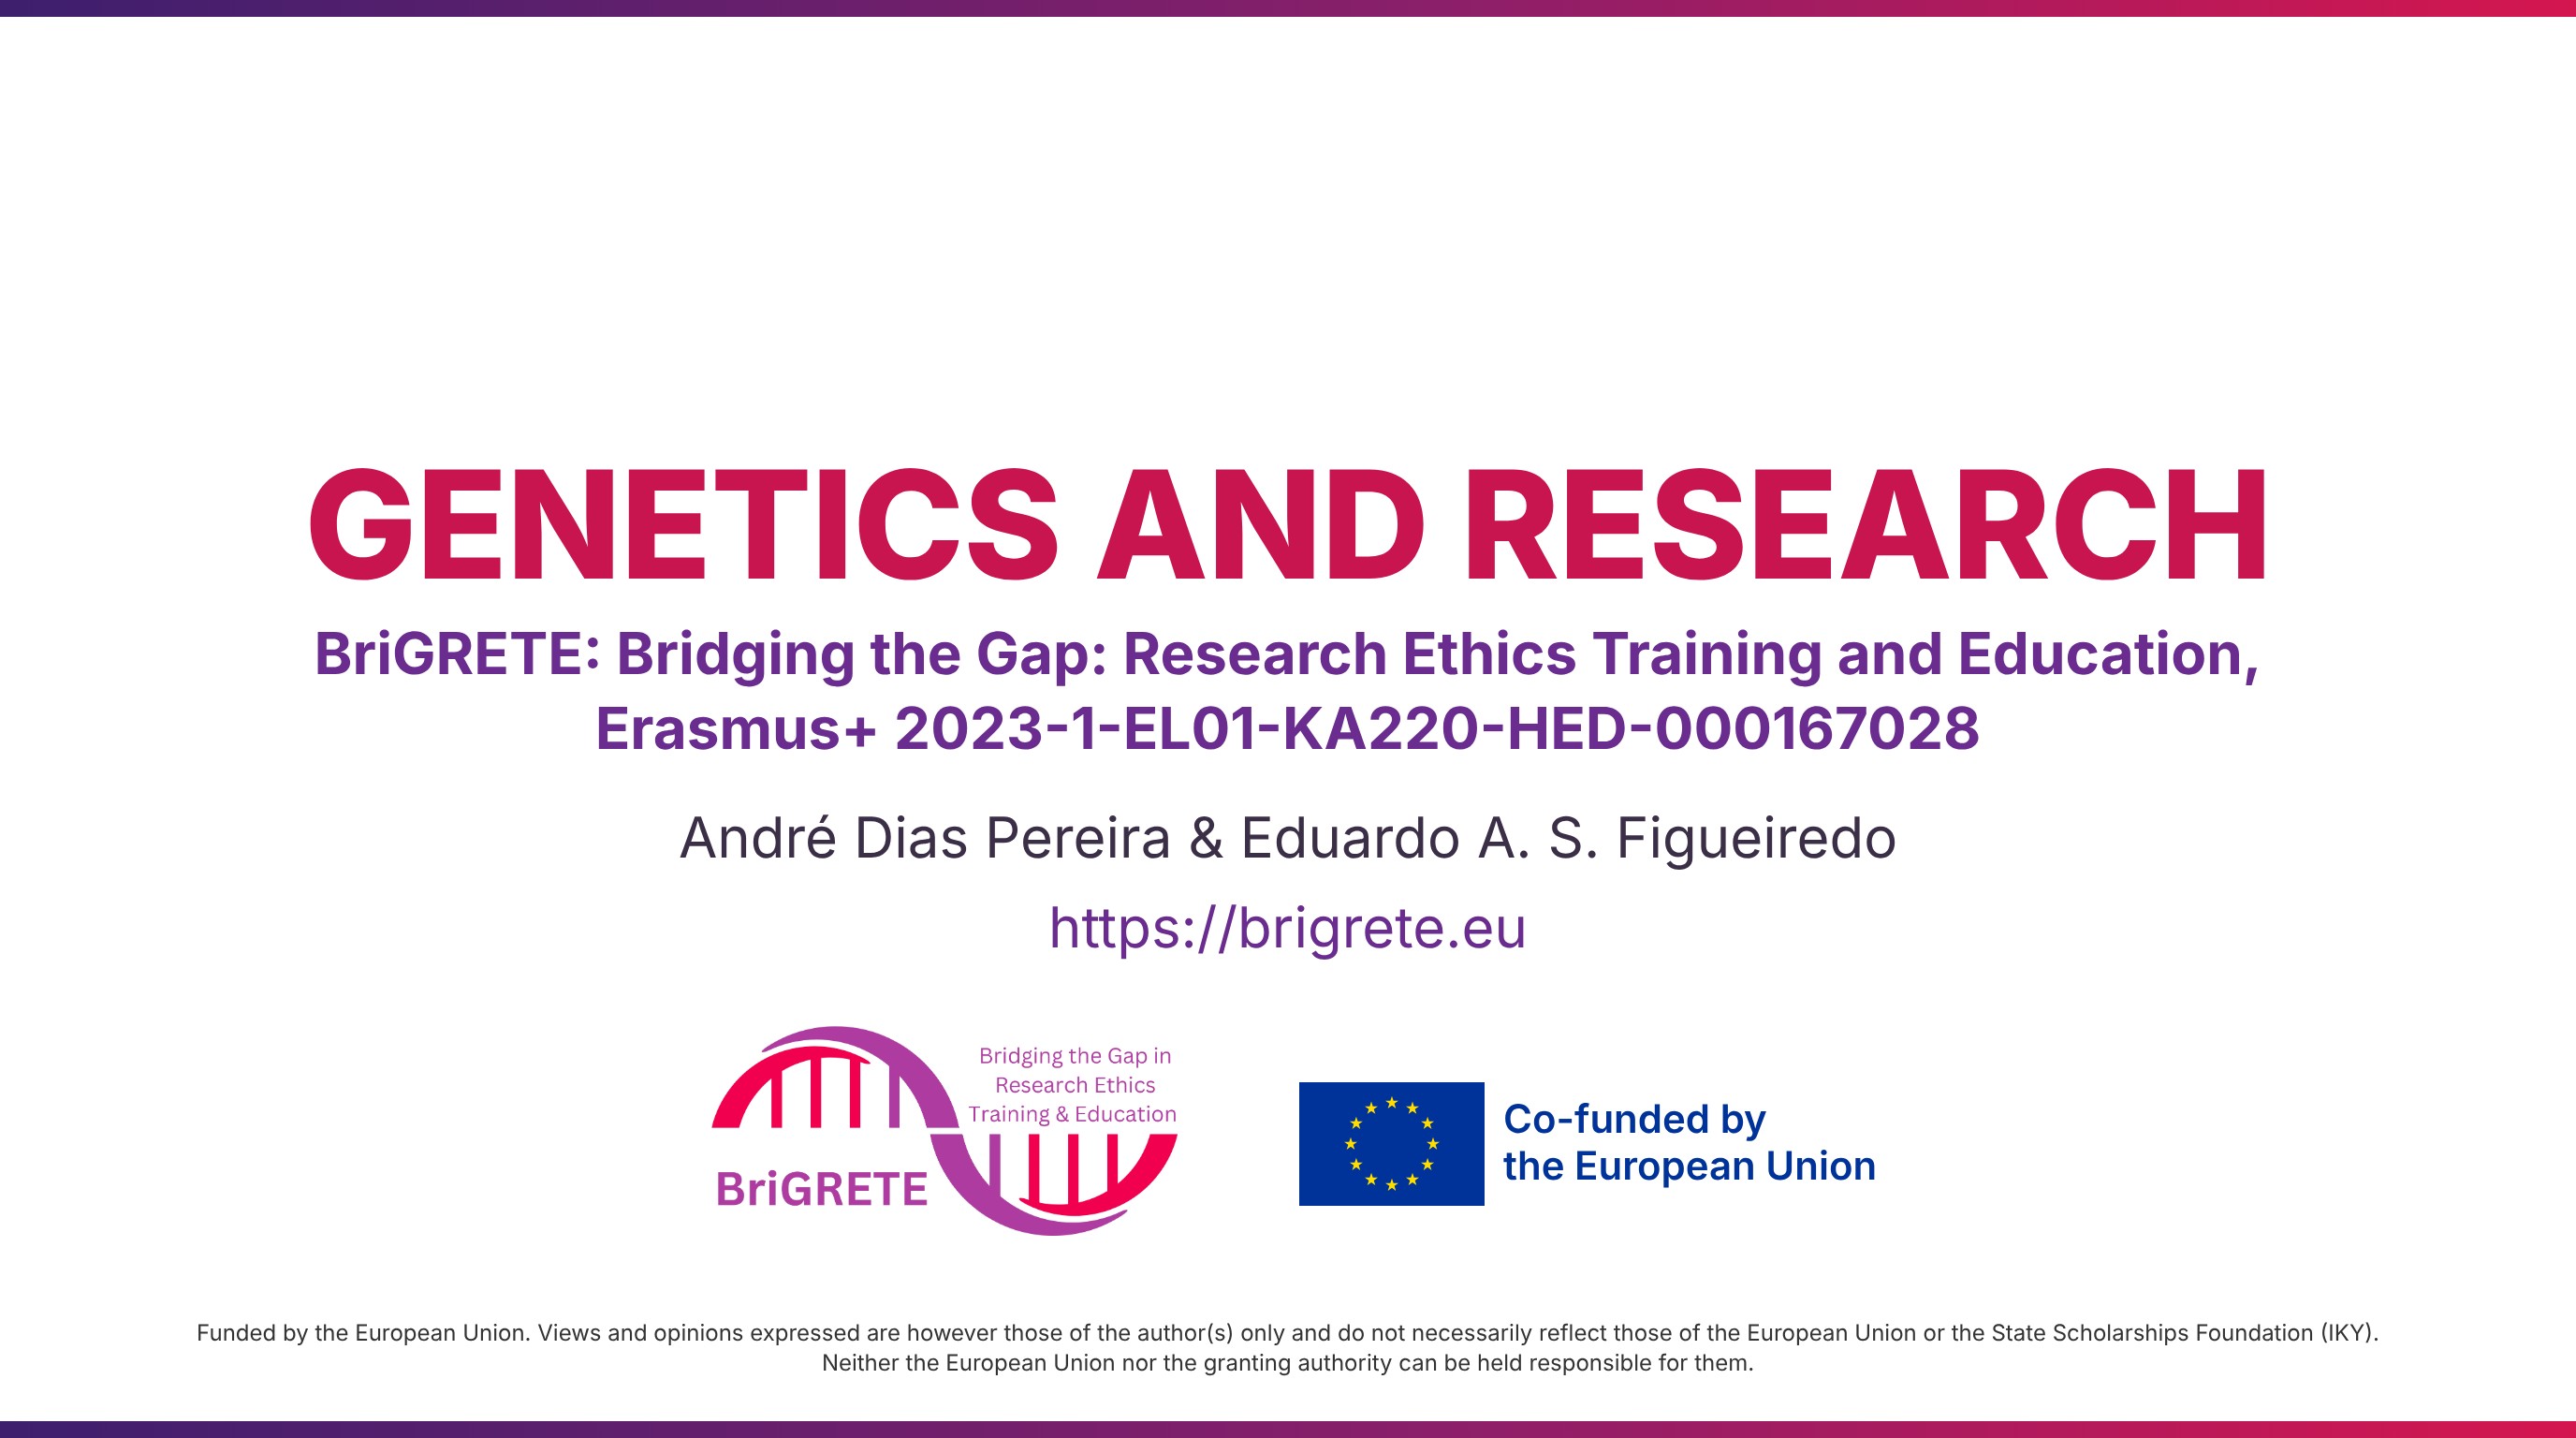 GENETICS AND RESEARCH
BriGRETE: Bridging the Gap: Research Ethics Training and Education,
Erasmus+ 2023-1-EL01-KA220-HED-000167028
André Dias Pereira & Eduardo A. S. Figueiredo
https://brigrete.eu
Bridging the Gap in
Research Ethics
Training & Education
BriGRETE
Co-funded by
the European Union
Funded by the European Union. Views and opinions expressed are however those of the author(s) only and do not necessarily reflect those of the European Union or the State Scholarships Foundation (IKY).
Neither the European Union nor the granting authority can be held responsible for them.